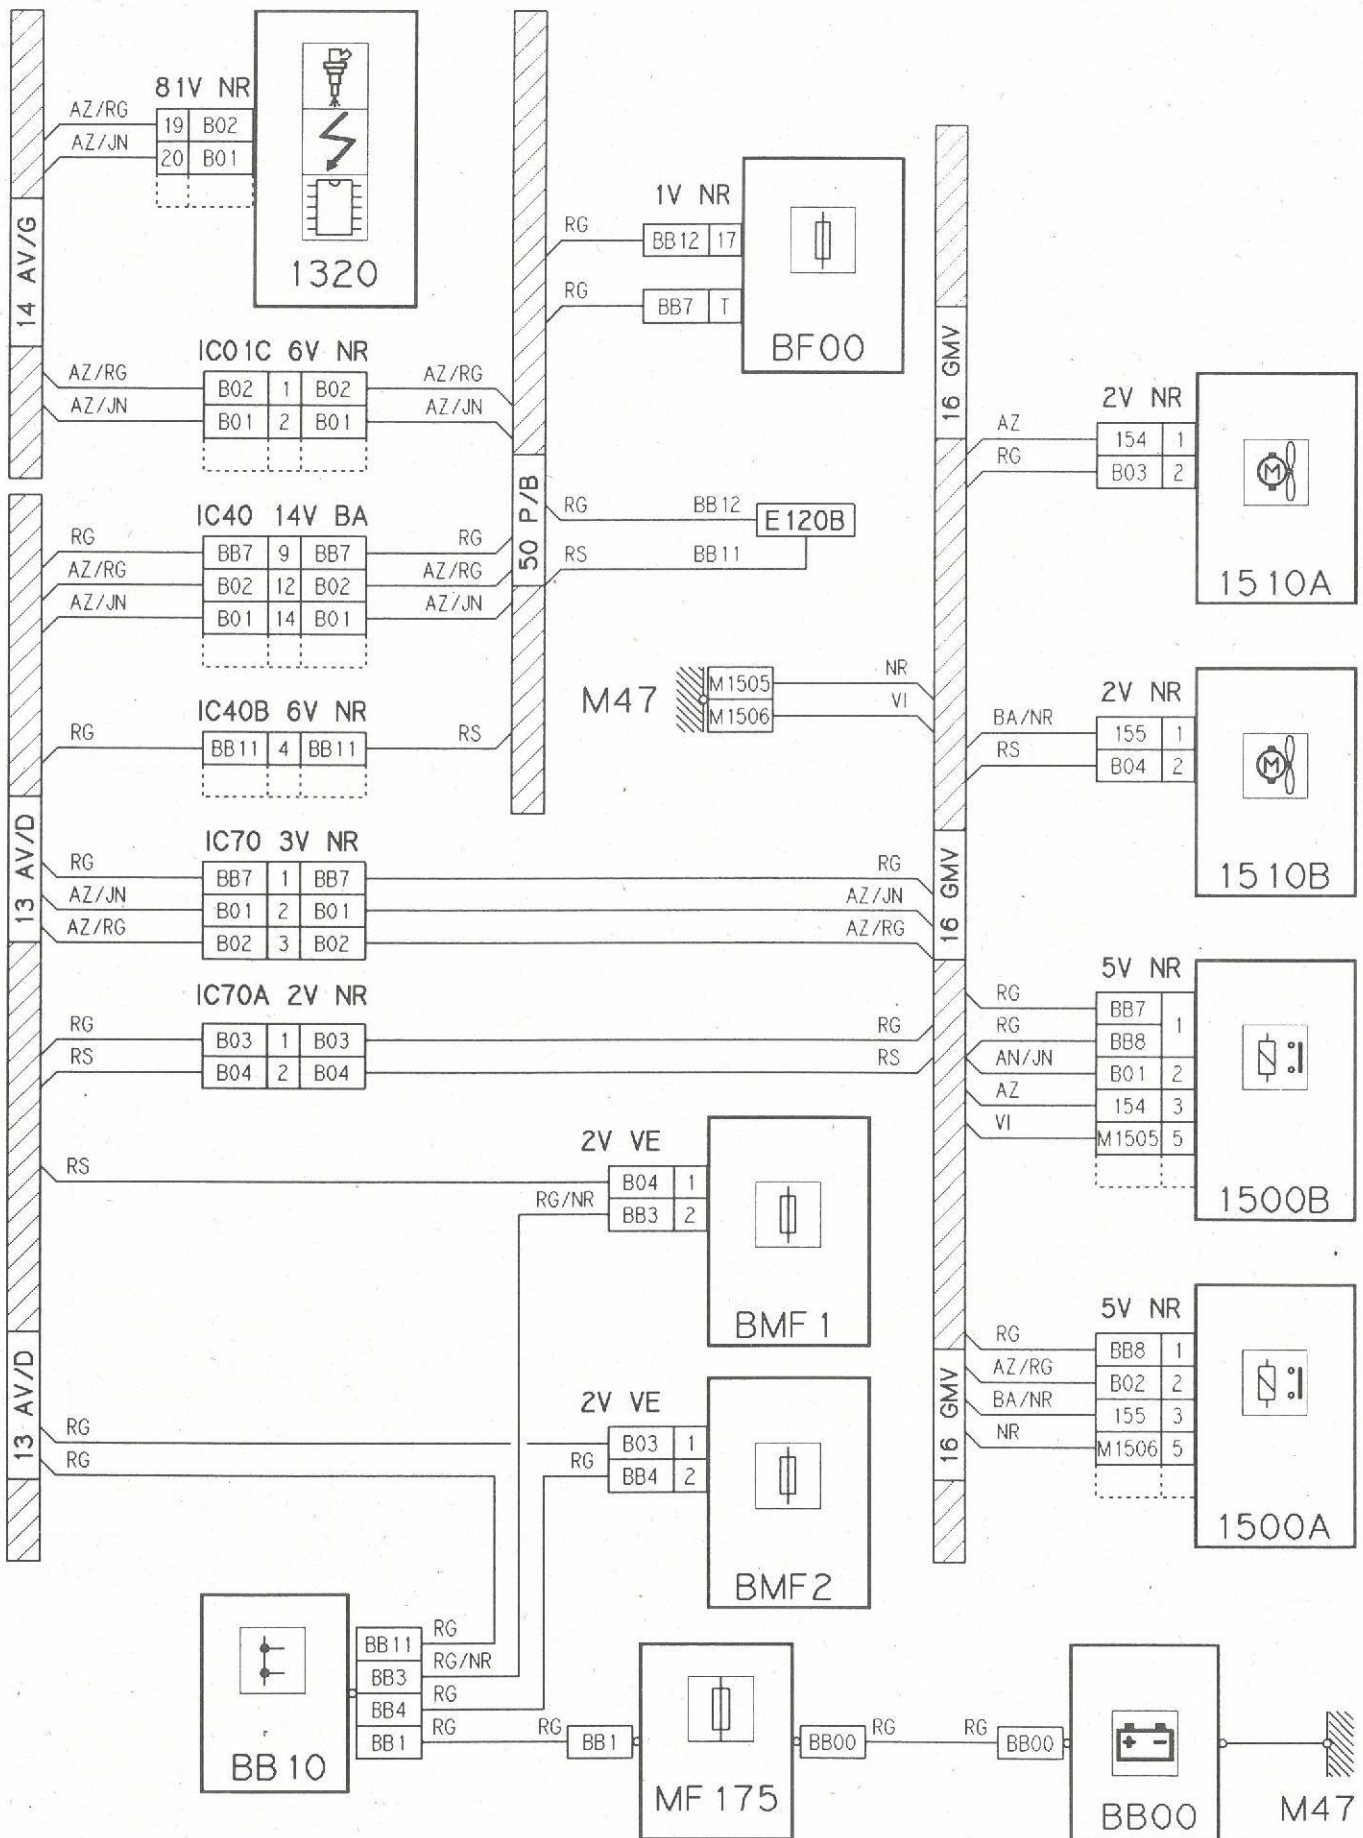 81V NR
AZ/RG 19 B02
AZ/JN 20 B01
1320
14 AV/G
1V NR
RG BB12 17
RG BB7 T
BF00
IC01C 6V NR
AZ/RG B02 1 B02 AZ/RG
AZ/JN B01 2 B01 AZ/JN
16 GMV
2V NR
AZ 154 1
RG B03 2
1510A
50 P/B
IC40 14V BA
RG BB7 9 BB7 RG
AZ/RG B02 12 B02 AZ/RG
AZ/JN B01 14 B01 AZ/JN
RG BB12 E120B
RS BB11
M47 M1505 NR
M1506 VI
2V NR
BA/NR 155 1
RS B04 2
1510B
IC40B 6V NR
RG BB11 4 BB11 RS
13 AV/D
IC70 3V NR
RG BB7 1 BB7 RG
AZ/JN B01 2 B01 AZ/JN
AZ/RG B02 3 B02 AZ/RG
16 GMV
IC70A 2V NR
RG B03 1 B03 RG
RS B04 2 B04 RS
5V NR
RG BB7 1
RG BB8
AN/JN B01 2
AZ 154 3
VI M1505 5
1500B
2V VE
RS B04 1
RG/NR BB3 2
BMF1
5V NR
RG BB8 1
AZ/RG B02 2
BA/NR 155 3
NR M1506 5
1500A
16 GMV
13 AV/D
2V VE
RG B03 1
RG RG BB4 2
BMF2
BB11 RG
BB3 RG/NR
BB4 RG
BB1 RG RG BB1
BB10
MF175
BB00 RG RG BB00
BB00
M47